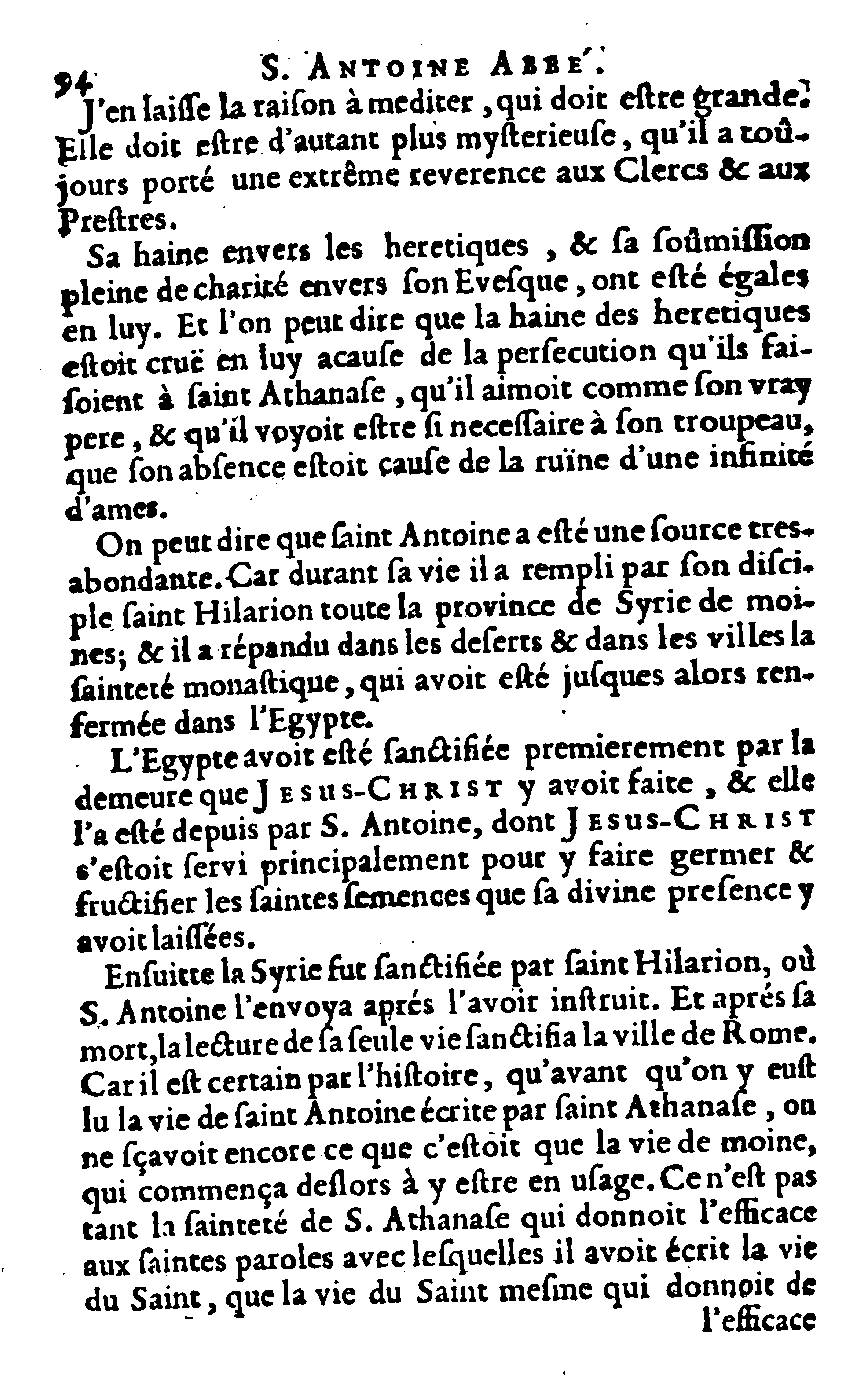 94 S. ANTOINE ABBÉ.
J'en laiſſe la raiſon à mediter, qui doit eſtre grande.
Elle doit eſtre d'autant plus myſterieuſe, qu'il a toû-
jours porté une extrême reverence aux Clercs & aux
Preſtres.
Sa haine envers les heretiques, & ſa ſoûmiſſion
pleine de charité envers ſon Eveſque, ont eſté égales
en luy. Et l'on peut dire que la haine des heretiques
eſtoit cruë en luy acauſe de la perſecution qu'ils fai-
ſoient à ſaint Athanaſe, qu'il aimoit comme ſon vray
pere, & qu'il voyoit eſtre ſi neceſſaire à ſon troupeau,
que ſon abſence eſtoit cauſe de la ruïne d'une infinité
d'ames.
On peut dire que ſaint Antoine a eſté une ſource tres-
abondante. Car durant ſa vie il a rempli par ſon diſci-
ple ſaint Hilarion toute la province de Syrie de moi-
nes; & il a répandu dans les deſerts & dans les villes la
ſainteté monaſtique, qui avoit eſté juſques alors ren-
fermée dans l'Egypte.
L'Egypte avoit eſté ſanctifiée premierement par la
demeure que JESUS-CHRIST y avoit faite, & elle
l'a eſté depuis par S. Antoine, dont JESUS-CHRIST
s'eſtoit ſervi principalement pour y faire germer &
fructifier les ſaintes ſemences que ſa divine preſence y
avoit laiſſées.
Enſuitte la Syrie fut ſanctifiée par ſaint Hilarion, où
S. Antoine l'envoya aprés l'avoir inſtruit. Et aprés ſa
mort, la lecture de ſa ſeule vie ſanctifia la ville de Rome.
Car il eſt certain par l'hiſtoire, qu'avant qu'on y euſt
lu la vie de ſaint Antoine écrite par ſaint Athanaſe, on
ne ſçavoit encore ce que c'eſtoit que la vie de moine,
qui commença deſlors à y eſtre en uſage. Ce n'eſt pas
tant la ſainteté de S. Athanaſe qui donnoit l'efficace
aux ſaintes paroles avec leſquelles il avoit écrit la vie
du Saint, que la vie du Saint meſme qui donnoit de
l'efficace